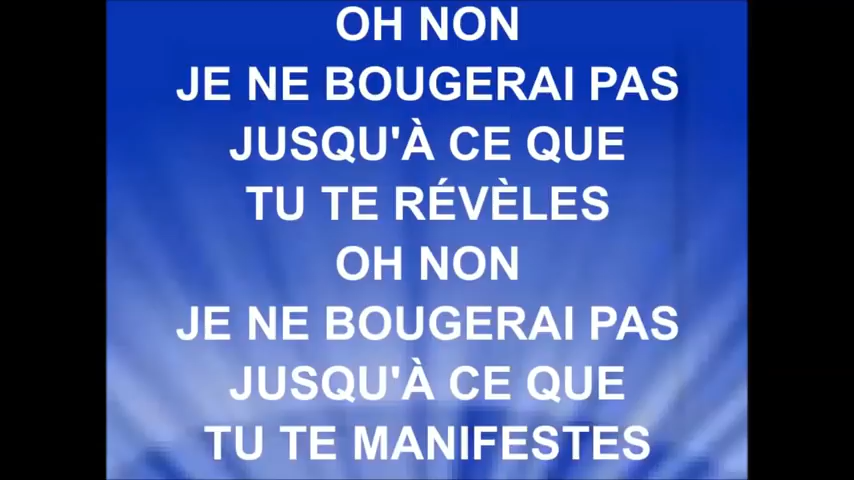 OH NON
JE NE BOUGERAI PAS
JUSQU'À CE QUE
TU TE RÉVÈLES
OH NON
JE NE BOUGERAI PAS
JUSQU'À CE QUE
TU TE MANIFESTES